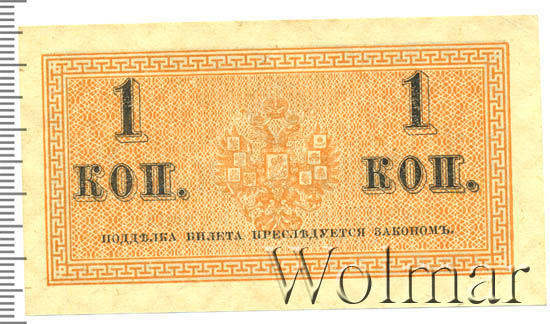 1 1
КОП. КОП.
ПОДДѢЛКА БИЛЕТА ПРЕСЛѢДУЕТСЯ ЗАКОНОМЪ.
Wolmar